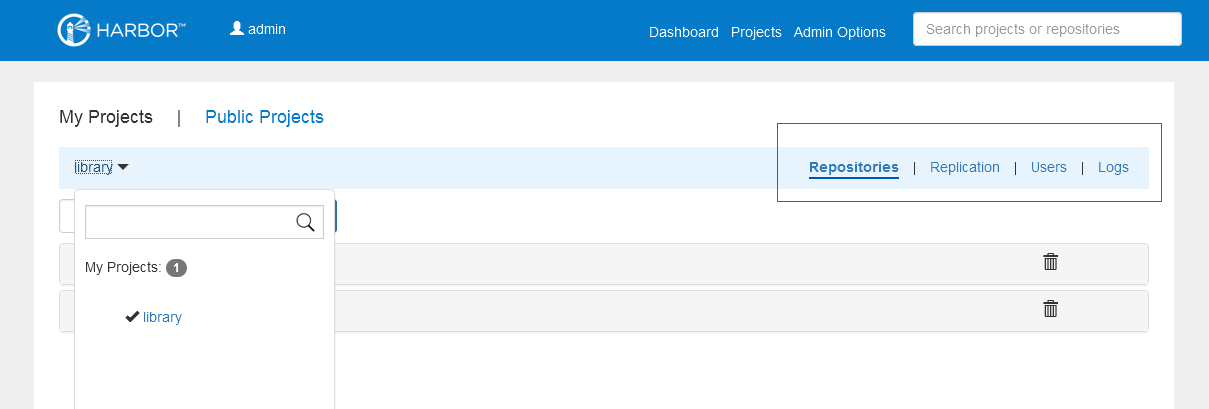 HARBOR™ admin Dashboard Projects Admin Options Search projects or repositories
My Projects | Public Projects
library Repositories | Replication | Users | Logs
My Projects: 1
library